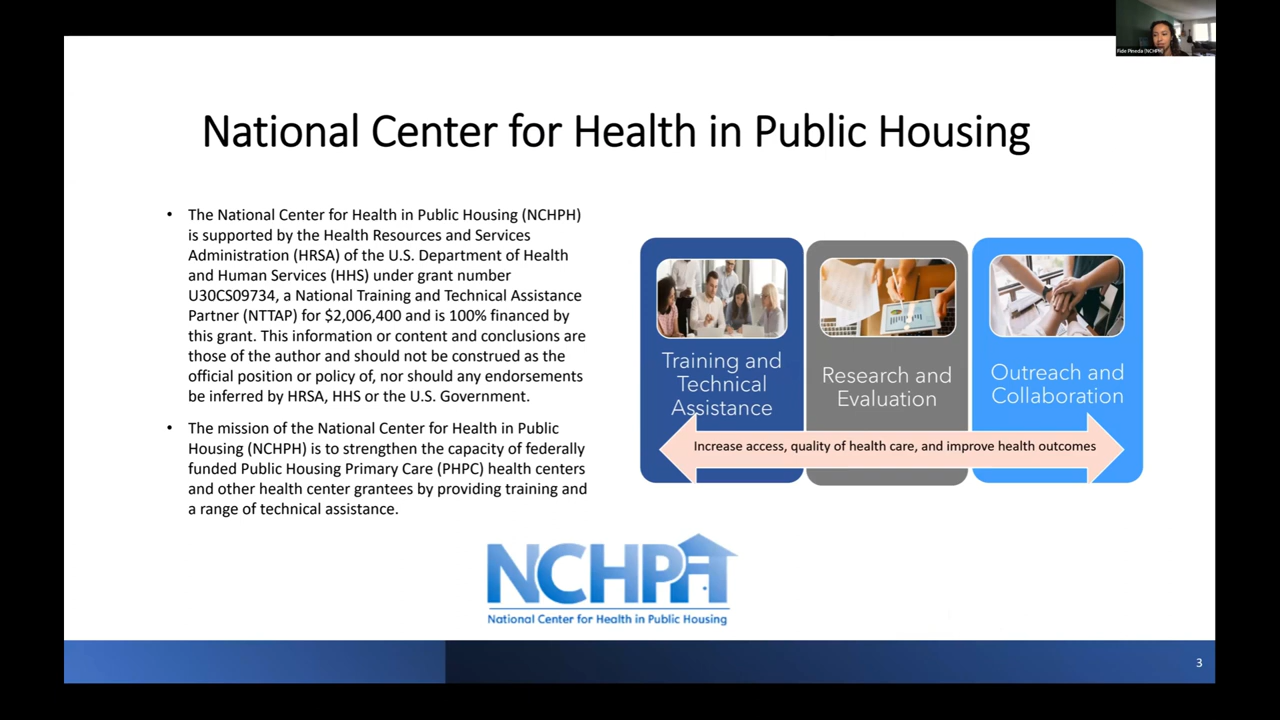 Fide Pineda (NCHPH)
National Center for Health in Public Housing
• The National Center for Health in Public Housing (NCHPH)
is supported by the Health Resources and Services
Administration (HRSA) of the U.S. Department of Health
and Human Services (HHS) under grant number
U30CS09734, a National Training and Technical Assistance
Partner (NTTAP) for $2,006,400 and is 100% financed by
this grant. This information or content and conclusions are
those of the author and should not be construed as the
official position or policy of, nor should any endorsements
be inferred by HRSA, HHS or the U.S. Government.
• The mission of the National Center for Health in Public
Housing (NCHPH) is to strengthen the capacity of federally
funded Public Housing Primary Care (PHPC) health centers
and other health center grantees by providing training and
a range of technical assistance.
Training and
Technical
Assistance
Research and
Evaluation
Outreach and
Collaboration
Increase access, quality of health care, and improve health outcomes
NCHPH
National Center for Health in Public Housing
3